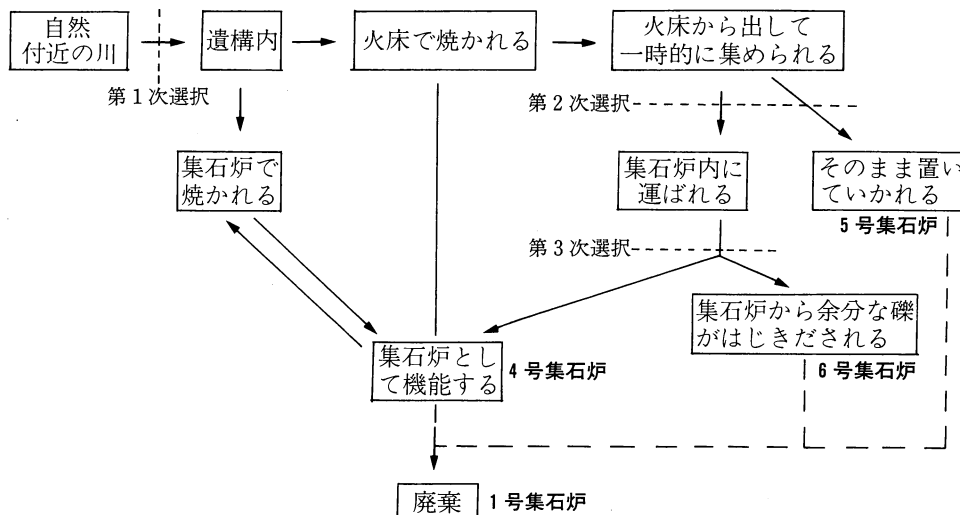 自然
付近の川
遺構内
火床で焼かれる
火床から出して
一時的に集められる
第1次選択
第2次選択
集石炉で
焼かれる
集石炉内に
運ばれる
そのまま置い
ていかれる
5号集石炉
第3次選択
集石炉から余分な礫
がはじきだされる
6号集石炉
集石炉とし
て機能する
4号集石炉
廃棄
1号集石炉